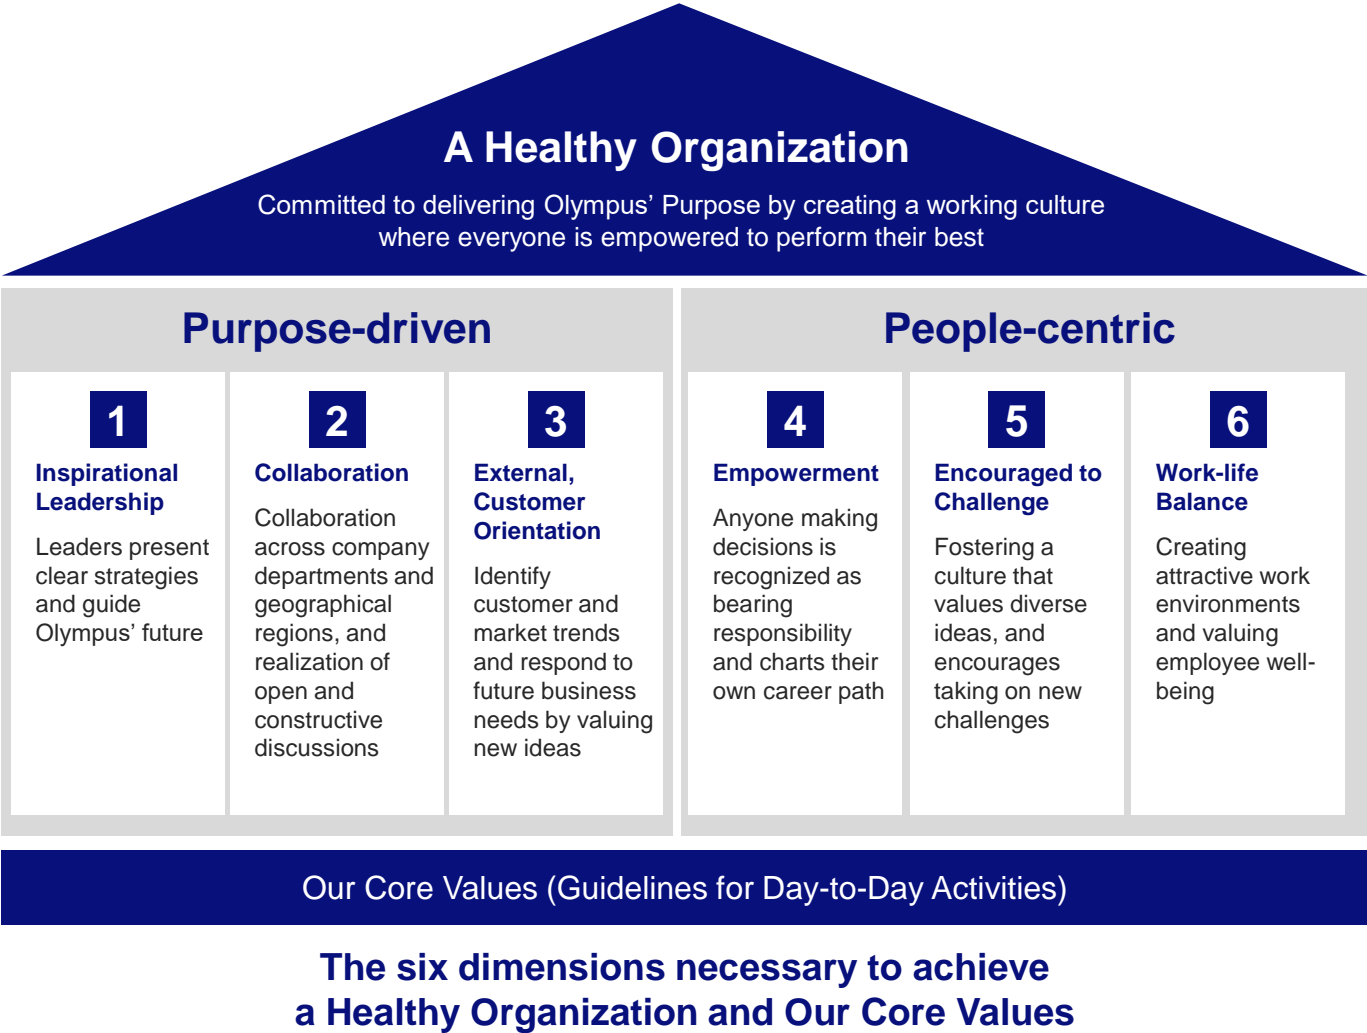 A Healthy Organization
Committed to delivering Olympus’ Purpose by creating a working culture
where everyone is empowered to perform their best
Purpose-driven
1
Inspirational
Leadership
Leaders present
clear strategies
and guide
Olympus’ future
2
Collaboration
Collaboration
across company
departments and
geographical
regions, and
realization of
open and
constructive
discussions
3
External,
Customer
Orientation
Identify
customer and
market trends
and respond to
future business
needs by valuing
new ideas
People-centric
4
Empowerment
Anyone making
decisions is
recognized as
bearing
responsibility
and charts their
own career path
5
Encouraged to
Challenge
Fostering a
culture that
values diverse
ideas, and
encourages
taking on new
challenges
6
Work-life
Balance
Creating
attractive work
environments
and valuing
employee well-
being
Our Core Values (Guidelines for Day-to-Day Activities)
The six dimensions necessary to achieve
a Healthy Organization and Our Core Values